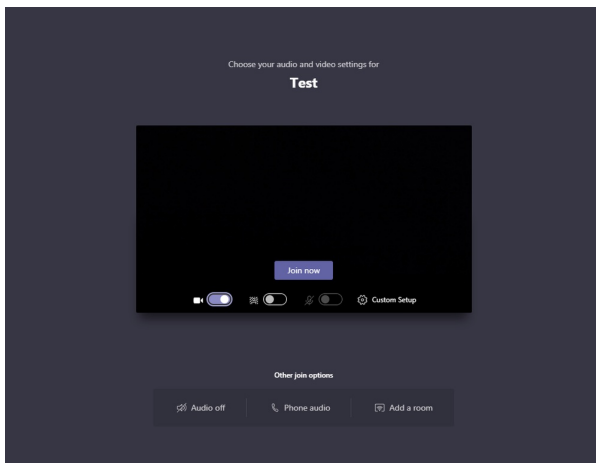 Choose your audio and video settings for
Test
Join now
Custom Setup
Other join options
Audio off
Phone audio
Add a room